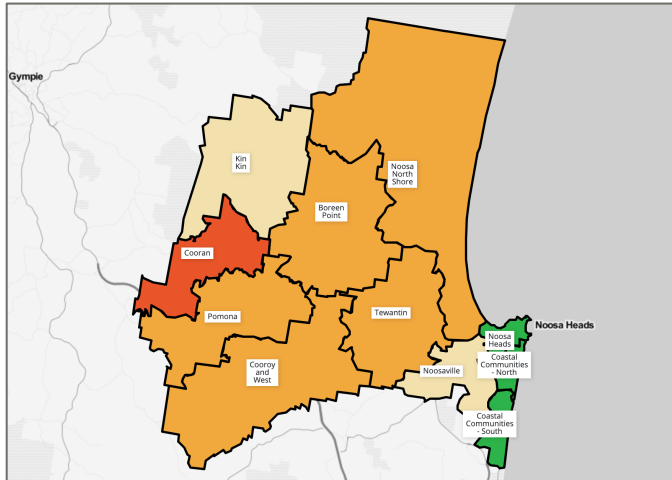 Gympie
Kin
Kin
Noosa
North
Shore
Boreen
Point
Cooran
Pomona
Tewantin
Noosa Heads
Noosa
Heads
Coastal
Communities
- North
Cooroy
and
West
Noosaville
Coastal
Communities
- South